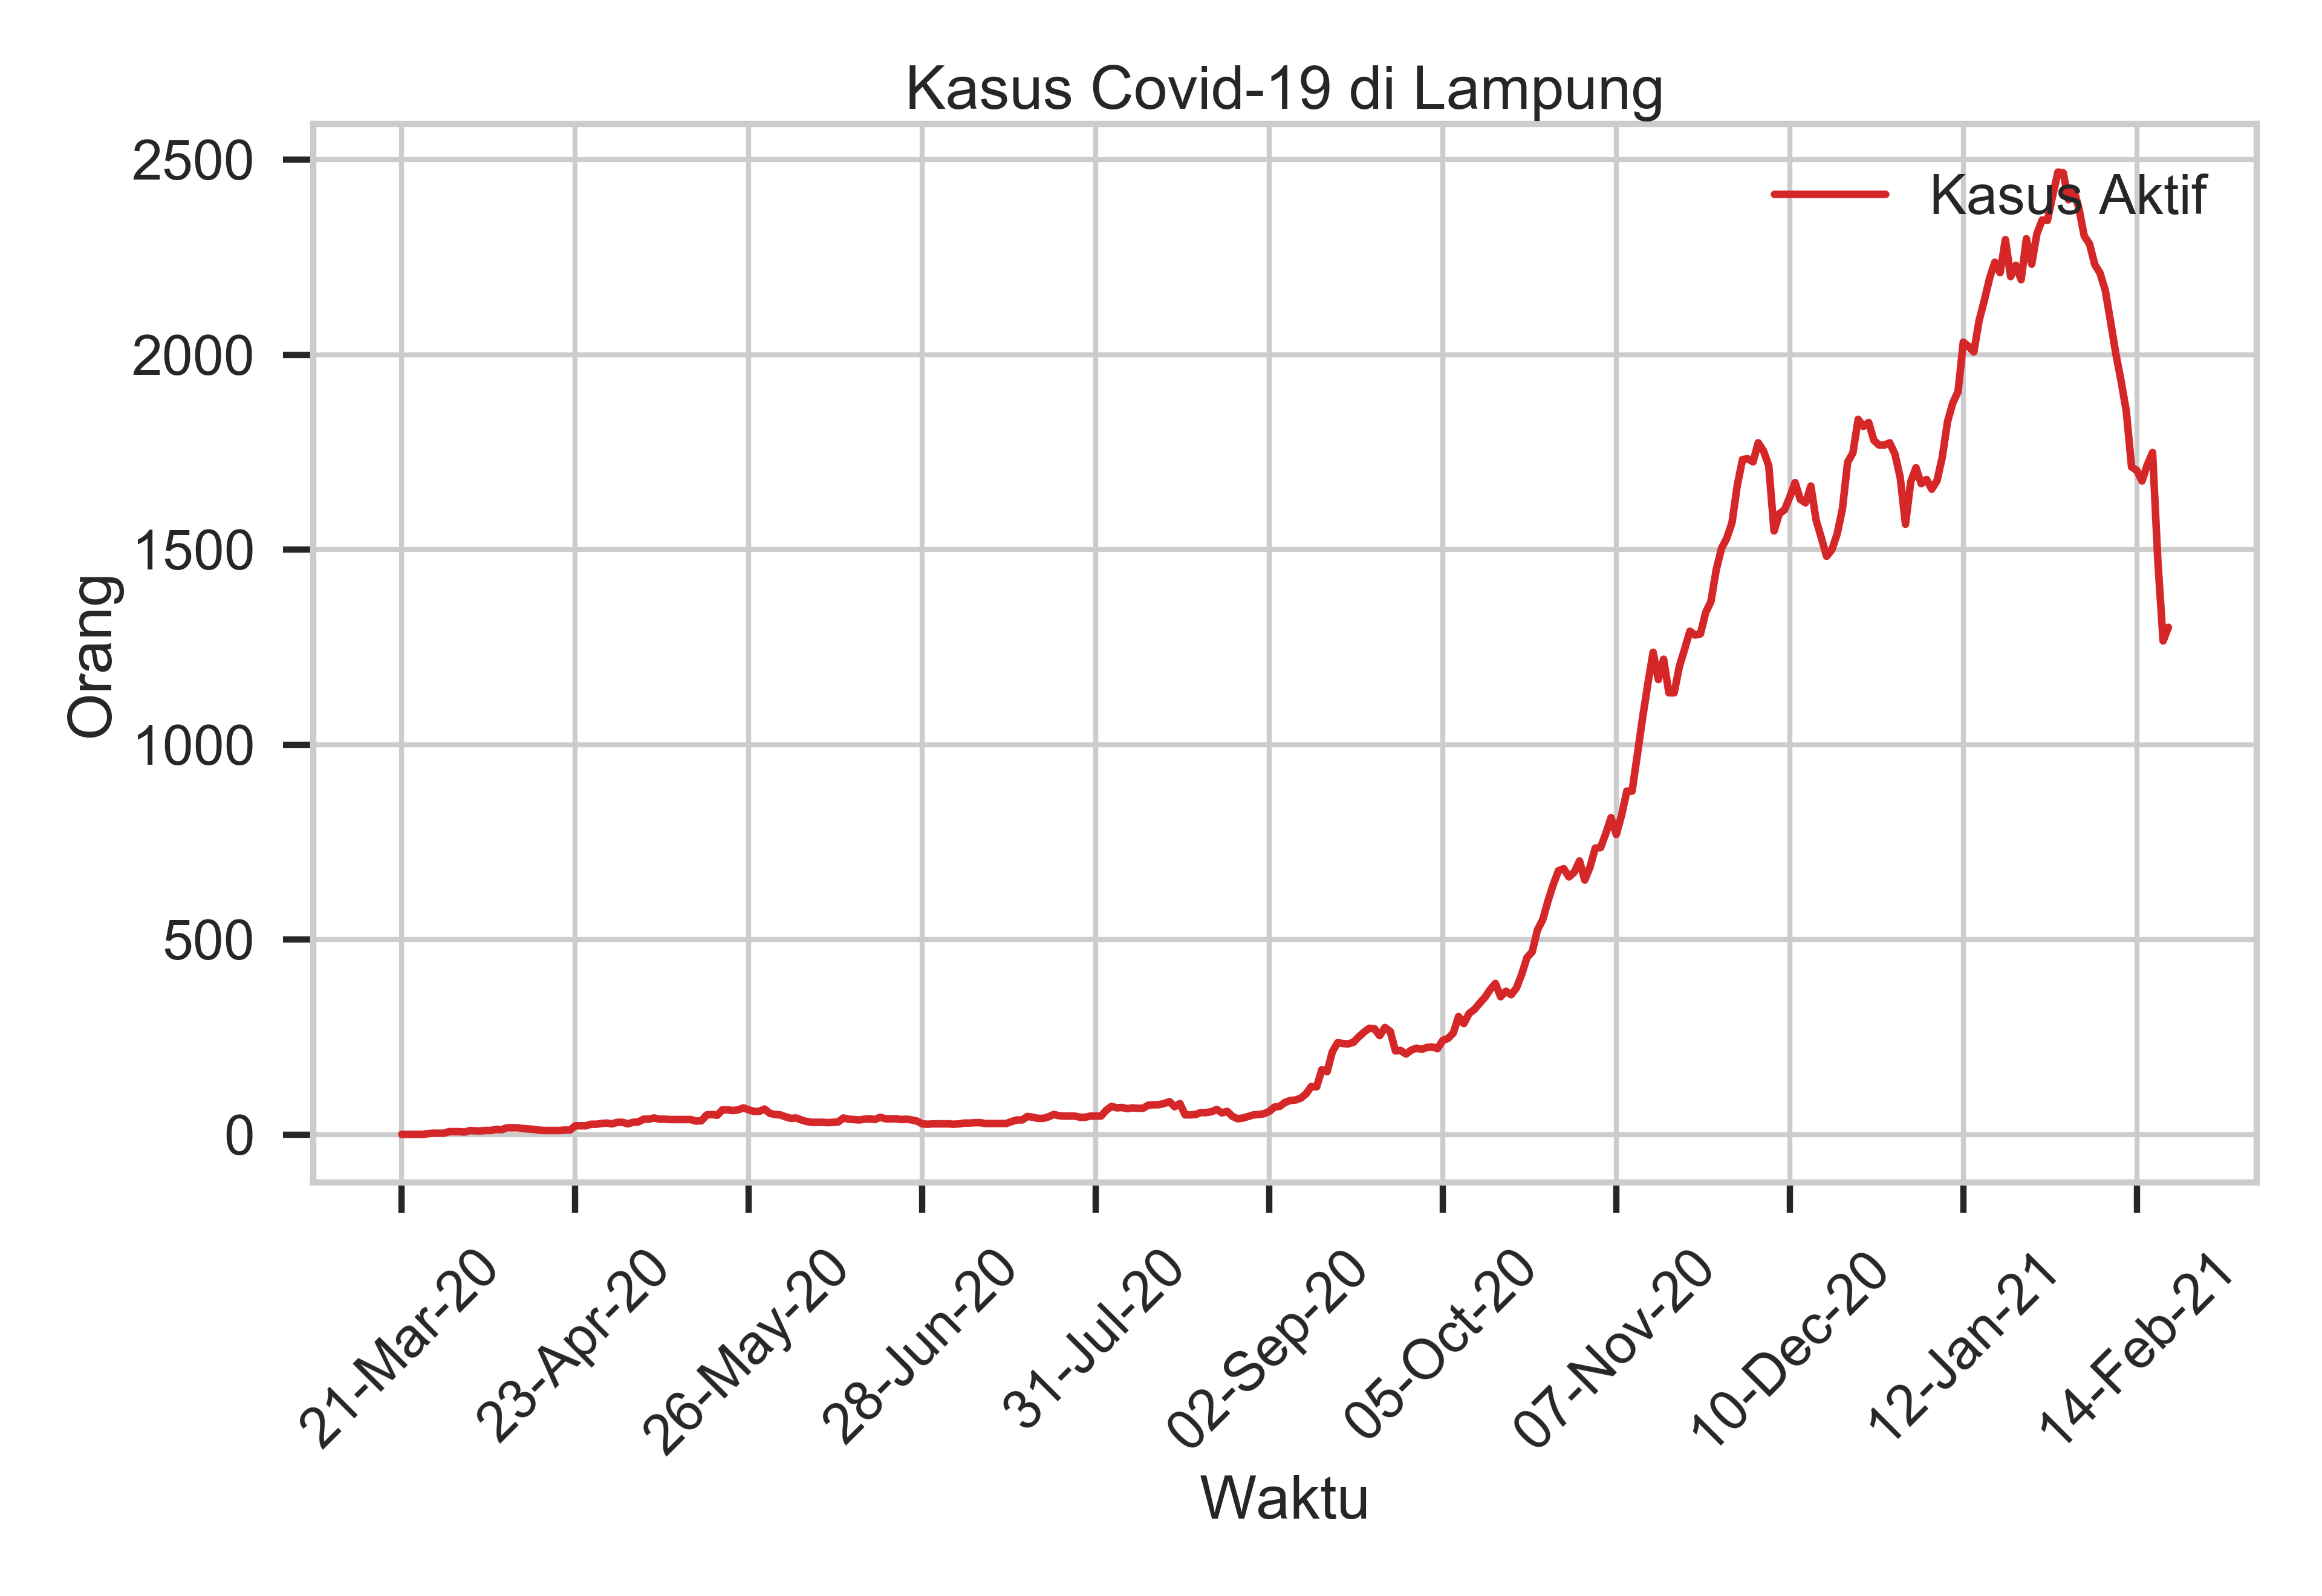 Kasus Covid-19 di Lampung
2500
2000
1500
1000
500
0
Orang
Kasus Aktif
21-Mar-20
23-Apr-20
26-May-20
28-Jun-20
31-Jul-20
02-Sep-20
05-Oct-20
07-Nov-20
10-Dec-20
12-Jan-21
14-Feb-21
Waktu